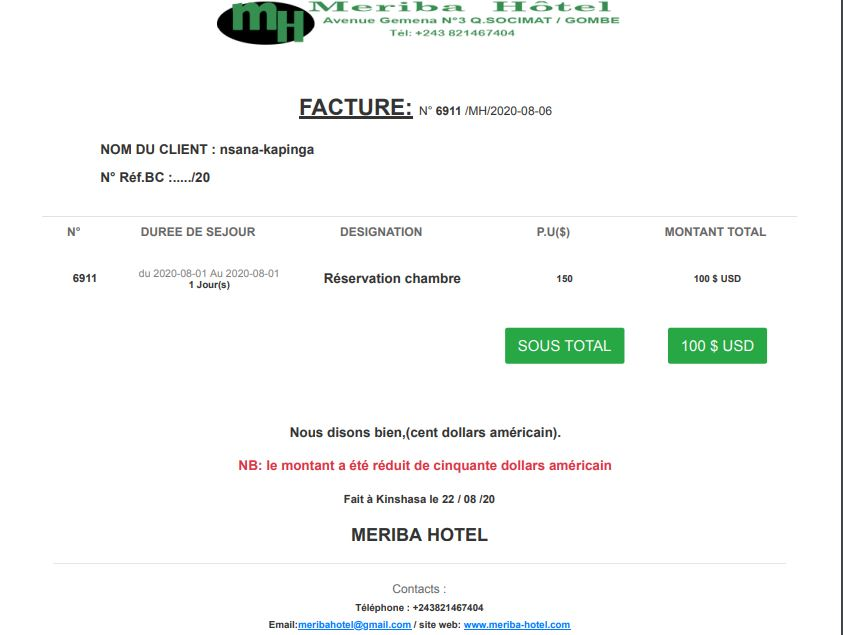 mH
Meriba Hôtel
Avenue Gemena N°3 Q.SOCIMAT / GOMBE
Tél: +243 821467404
FACTURE: N° 6911 /MH/2020-08-06
NOM DU CLIENT : nsana-kapinga
N° Réf.BC :...../20
N° DUREE DE SEJOUR DESIGNATION P.U($) MONTANT TOTAL
6911 du 2020-08-01 Au 2020-08-01 Réservation chambre 150 100 $ USD
1 Jour(s)
SOUS TOTAL 100 $ USD
Nous disons bien,(cent dollars américain).
NB: le montant a été réduit de cinquante dollars américain
Fait à Kinshasa le 22 / 08 /20
MERIBA HOTEL
Contacts :
Téléphone : +243821467404
Email:meribahotel@gmail.com / site web: www.meriba-hotel.com